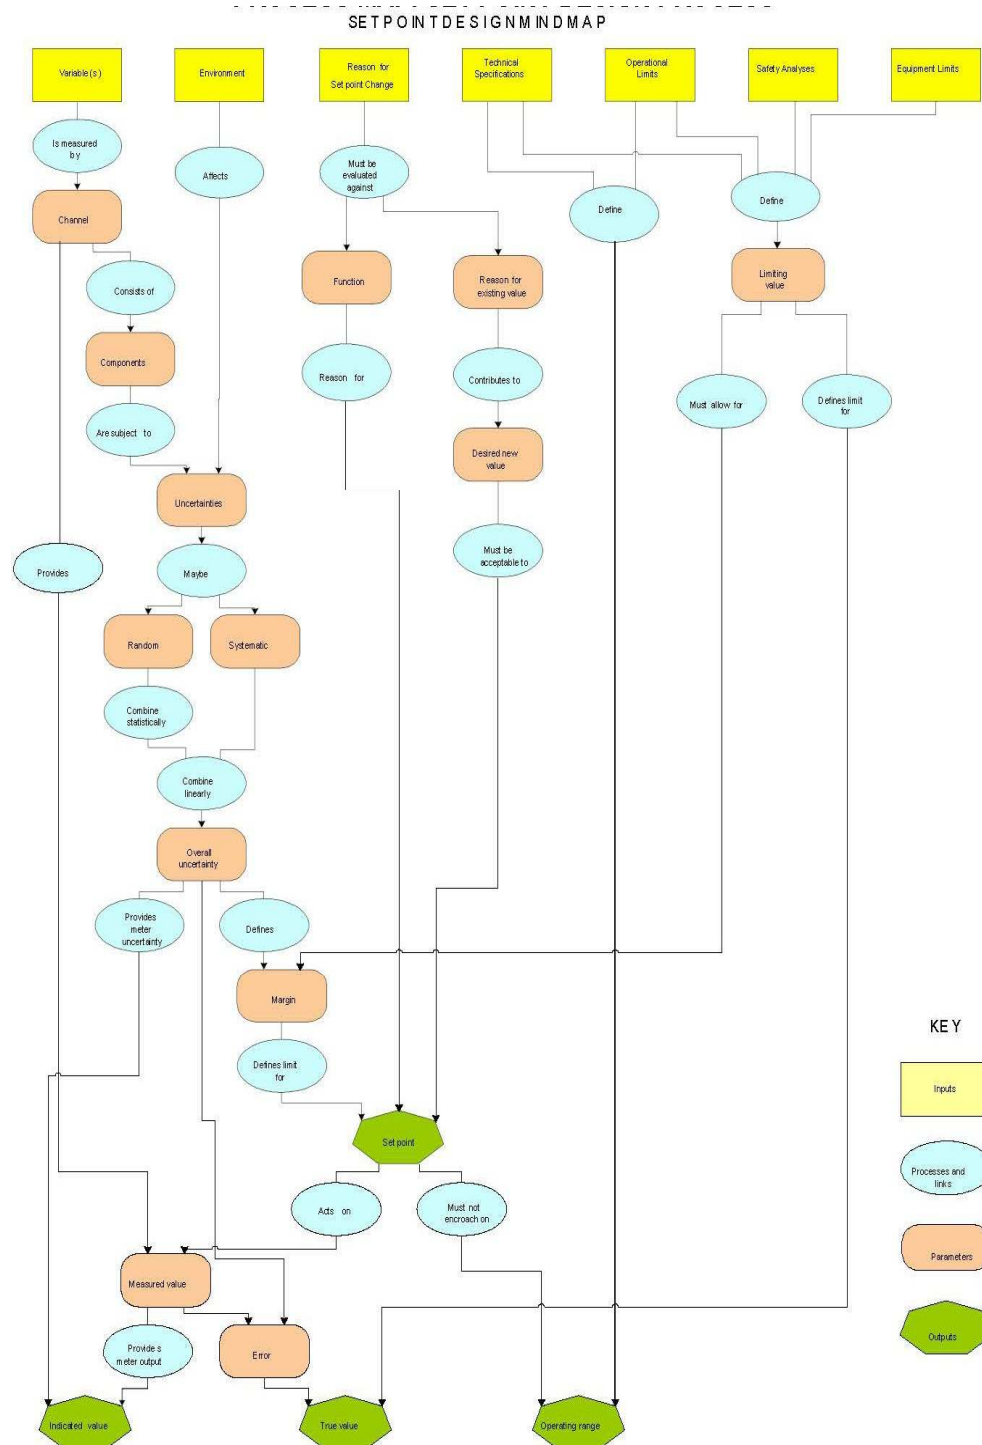 SETPOINTDESIGNMINDMAP
Variable(s)
Environment
Reason for
Setpoint Change
Technical
Specifications
Operational
Limits
Safety Analyses
Equipment Limits
Is measured
by
Affects
Must be
evaluated
against
Define
Define
Channel
Function
Reason for
existing value
Limiting
value
Consists of
Components
Reason for
Contributes to
Must allow for
Defines limit
for
Are subject to
Desired new
value
Uncertainties
Must be
acceptable to
Provides
Maybe
Random
Systematic
Combine
statistically
Combine
linearly
Overall
uncertainty
Provides
meter
uncertainty
Defines
Margin
Defines limit
for
Setpoint
Acts on
Must not
encroach on
Measured value
Provides
meter output
Error
Indicated value
True value
Operating range
KEY
Inputs
Processes and
links
Parameters
Outputs